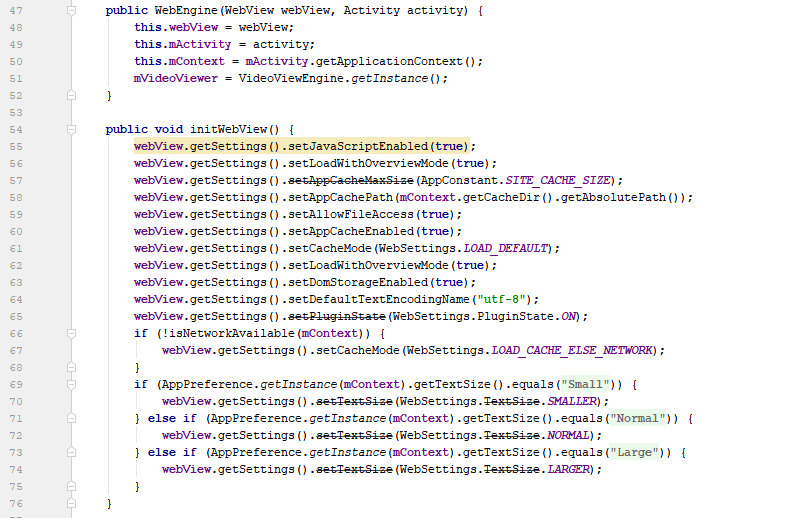 47 public WebEngine(WebView webView, Activity activity) {
48 this.webView = webView;
49 this.mActivity = activity;
50 this.mContext = mActivity.getApplicationContext();
51 mVideoViewer = VideoViewEngine.getInstance();
52 }
53
54 public void initWebView() {
55 webView.getSettings().setJavaScriptEnabled(true);
56 webView.getSettings().setLoadWithOverviewMode(true);
57 webView.getSettings().setAppCacheMaxSize(AppConstant.SITE_CACHE_SIZE);
58 webView.getSettings().setAppCachePath(mContext.getCacheDir().getAbsolutePath());
59 webView.getSettings().setAllowFileAccess(true);
60 webView.getSettings().setAppCacheEnabled(true);
61 webView.getSettings().setCacheMode(WebSettings.LOAD_DEFAULT);
62 webView.getSettings().setLoadWithOverviewMode(true);
63 webView.getSettings().setDomStorageEnabled(true);
64 webView.getSettings().setDefaultTextEncodingName("utf-8");
65 webView.getSettings().setPluginState(WebSettings.PluginState.ON);
66 if (!isNetworkAvailable(mContext)) {
67 webView.getSettings().setCacheMode(WebSettings.LOAD_CACHE_ELSE_NETWORK);
68 }
69 if (AppPreference.getInstance(mContext).getTextSize().equals("Small")) {
70 webView.getSettings().setTextSize(WebSettings.TextSize.SMALLER);
71 } else if (AppPreference.getInstance(mContext).getTextSize().equals("Normal")) {
72 webView.getSettings().setTextSize(WebSettings.TextSize.NORMAL);
73 } else if (AppPreference.getInstance(mContext).getTextSize().equals("Large")) {
74 webView.getSettings().setTextSize(WebSettings.TextSize.LARGER);
75 }
76 }